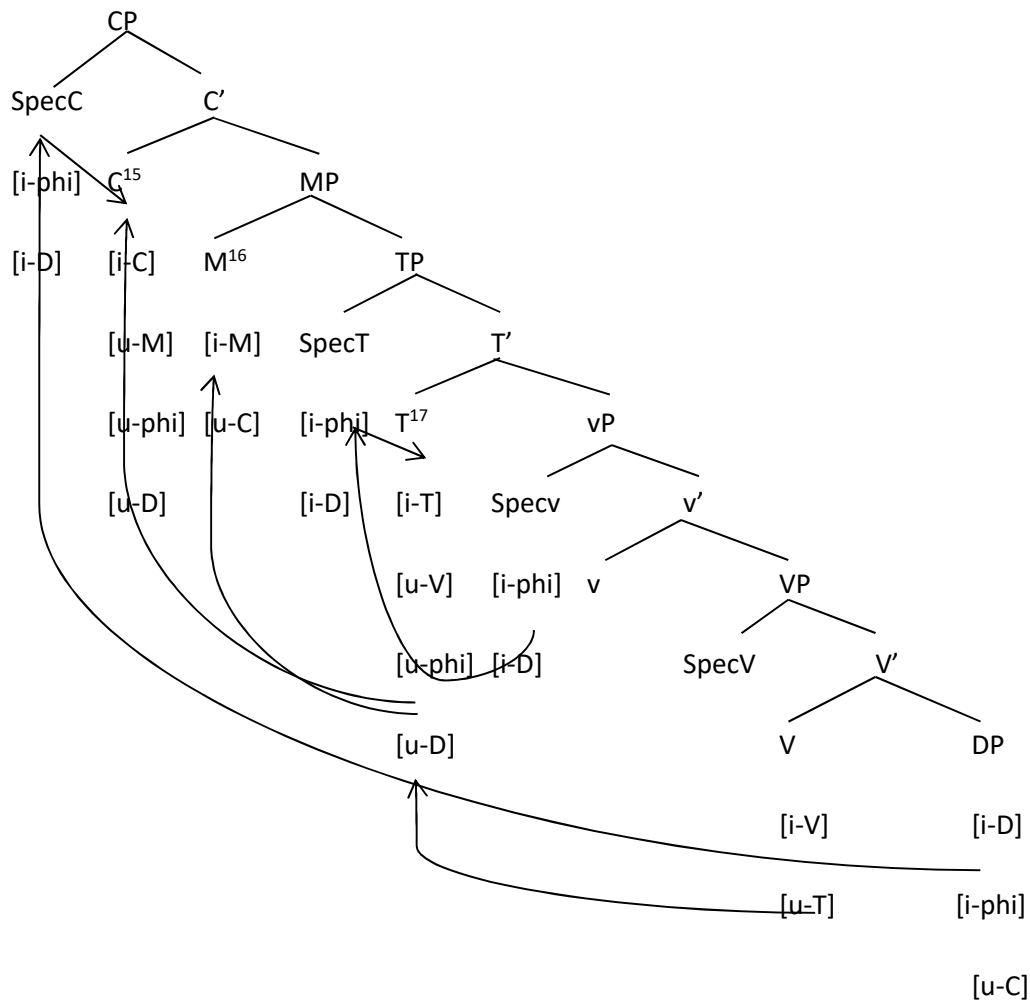 CP
SpecC C’
[i-phi] C15 MP
[i-D] [i-C] M16 TP
[u-M] [i-M] SpecT T’
[u-phi] [u-C] [i-phi] T17 vP
[u-D] [i-D] [i-T] Specv v’
[u-V] [i-phi] v VP
[u-phi] [i-D] SpecV V’
[u-D] V DP
[i-V] [i-D]
[u-T] [i-phi]
[u-C]